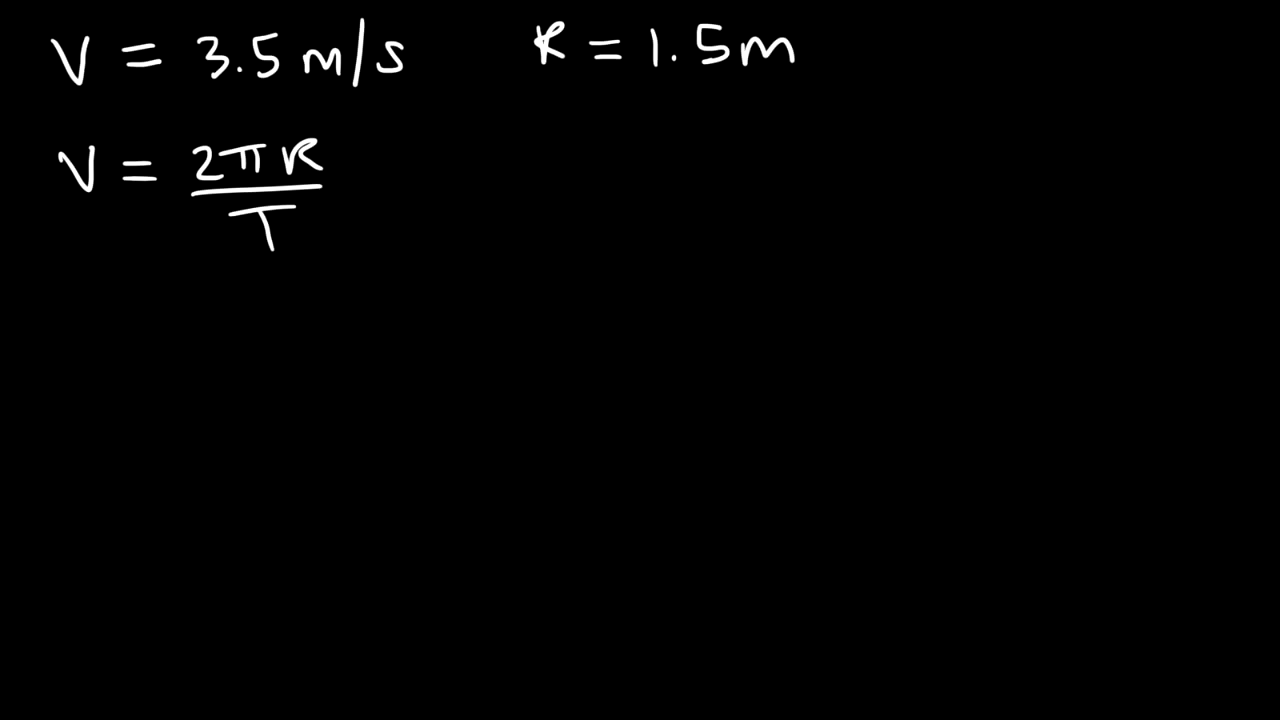 V = 3.5 m/s R = 1.5m
V = 2πR / T